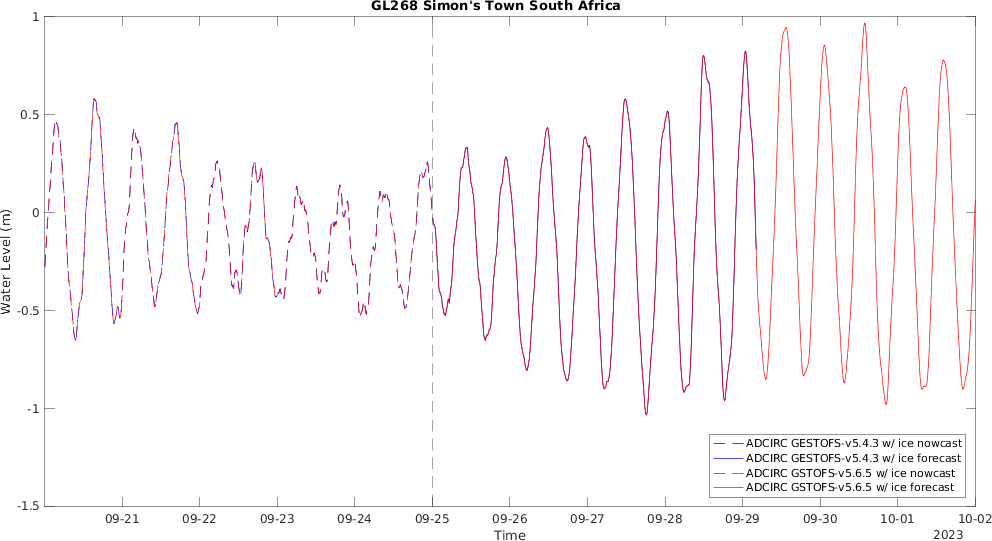 GL268 Simon's Town South Africa
1
0.5
0
-0.5
-1
-1.5
Water Level (m)
ADCIRC GESTOFS-v5.4.3 w/ ice nowcast
ADCIRC GESTOFS-v5.4.3 w/ ice forecast
ADCIRC GSTOFS-v5.6.5 w/ ice nowcast
ADCIRC GSTOFS-v5.6.5 w/ ice forecast
09-21 09-22 09-23 09-24 09-25 09-26 09-27 09-28 09-29 09-30 10-01 10-02
Time
2023